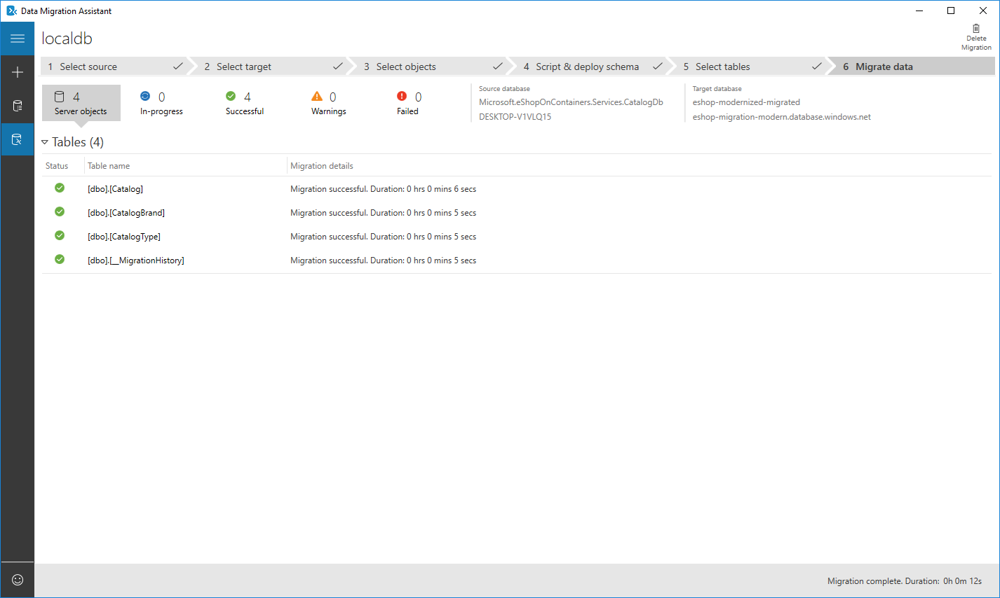 Data Migration Assistant
localdb
Delete
Migration
1 Select source
2 Select target
3 Select objects
4 Script & deploy schema
5 Select tables
6 Migrate data
4
Server objects
0
In-progress
4
Successful
0
Warnings
0
Failed
Source database
Microsoft.eShopOnContainers.Services.CatalogDb
DESKTOP-V1VLQ15
Target database
eshop-modernized-migrated
eshop-migration-modern.database.windows.net
Tables (4)
Status Table name Migration details
[dbo].[Catalog] Migration successful. Duration: 0 hrs 0 mins 6 secs
[dbo].[CatalogBrand] Migration successful. Duration: 0 hrs 0 mins 5 secs
[dbo].[CatalogType] Migration successful. Duration: 0 hrs 0 mins 5 secs
[dbo].[__MigrationHistory] Migration successful. Duration: 0 hrs 0 mins 5 secs
Migration complete. Duration: 0h 0m 12s